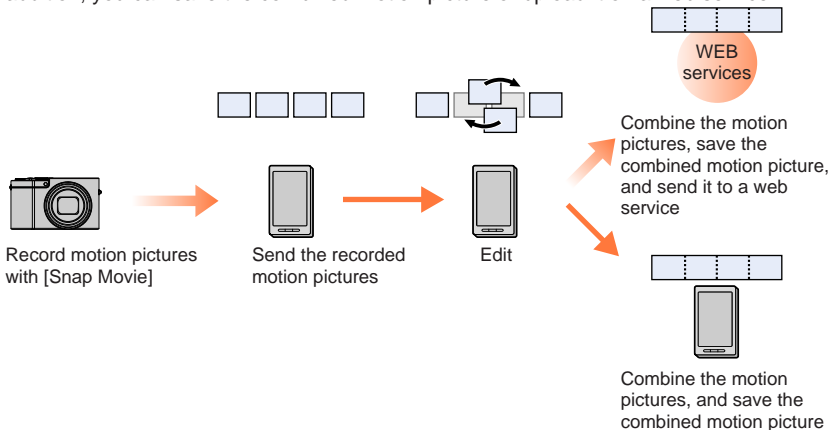 WEB
services
Combine the motion
pictures, save the
combined motion picture,
and send it to a web
service
Record motion pictures
with [Snap Movie]
Send the recorded
motion pictures
Edit
Combine the motion
pictures, and save the
combined motion picture